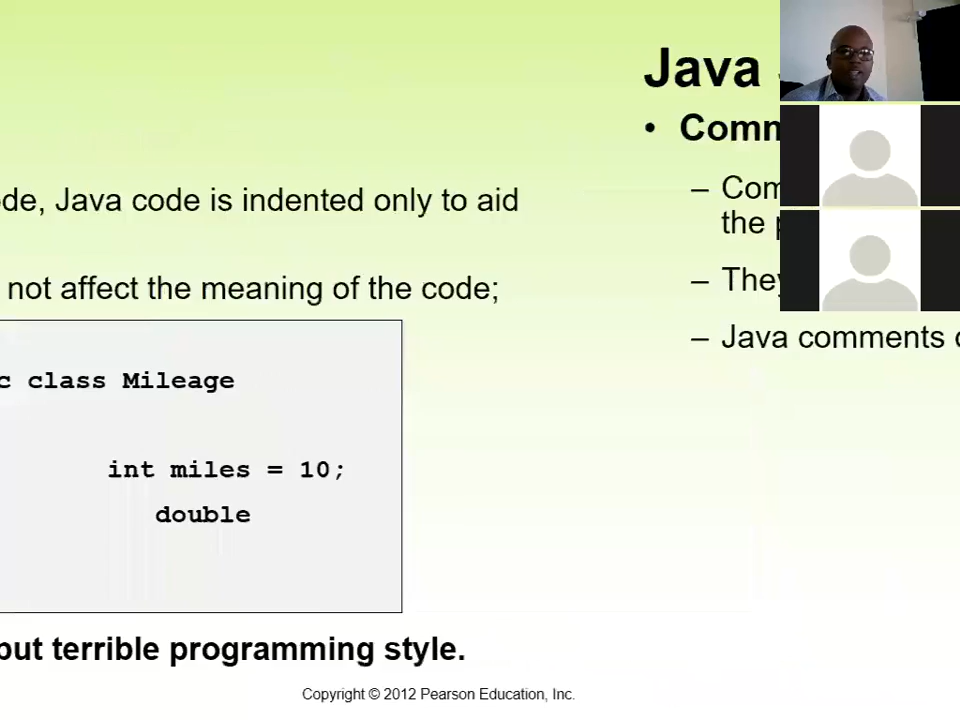 ode, Java code is indented only to aid
not affect the meaning of the code;
c class Mileage
int miles = 10;
double
but terrible programming style.
Java
• Comm
– Com
the p
– They
– Java comments
Copyright © 2012 Pearson Education, Inc.